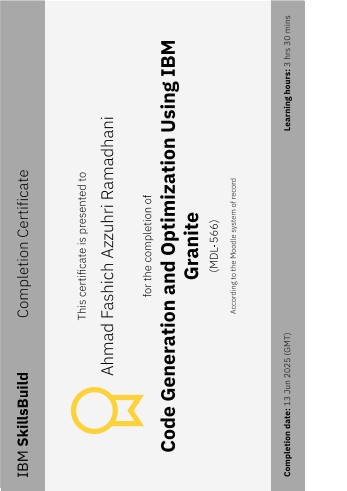 IBM SkillsBuild Completion Certificate
This certificate is presented to
Ahmad Fashich Azzuhri Ramadhani
for the completion of
Code Generation and Optimization Using IBM
Granite
(MDL-566)
According to the Moodle system of record
Completion date: 13 Jun 2025 (GMT) Learning hours: 3 hrs 30 mins